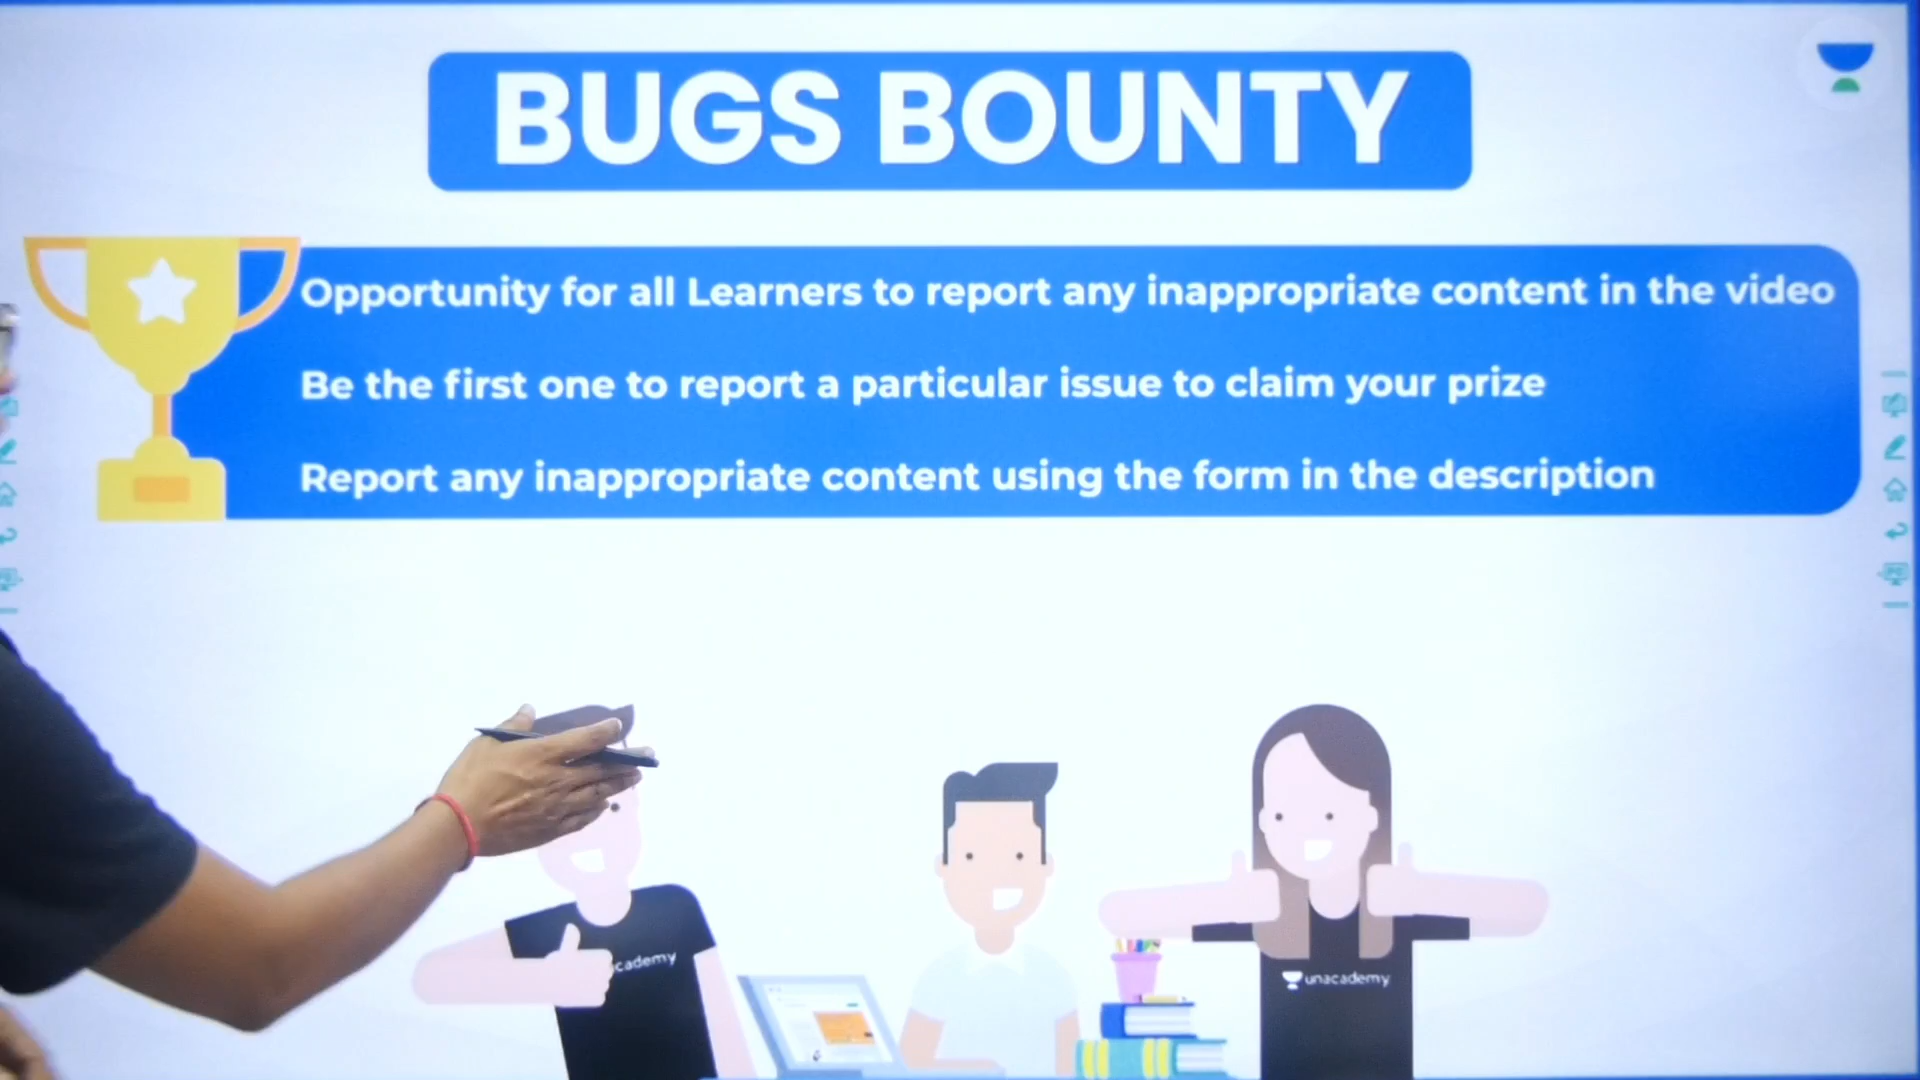 BUGS BOUNTY
Opportunity for all Learners to report any inappropriate content in the video
Be the first one to report a particular issue to claim your prize
Report any inappropriate content using the form in the description
cademy
unacademy